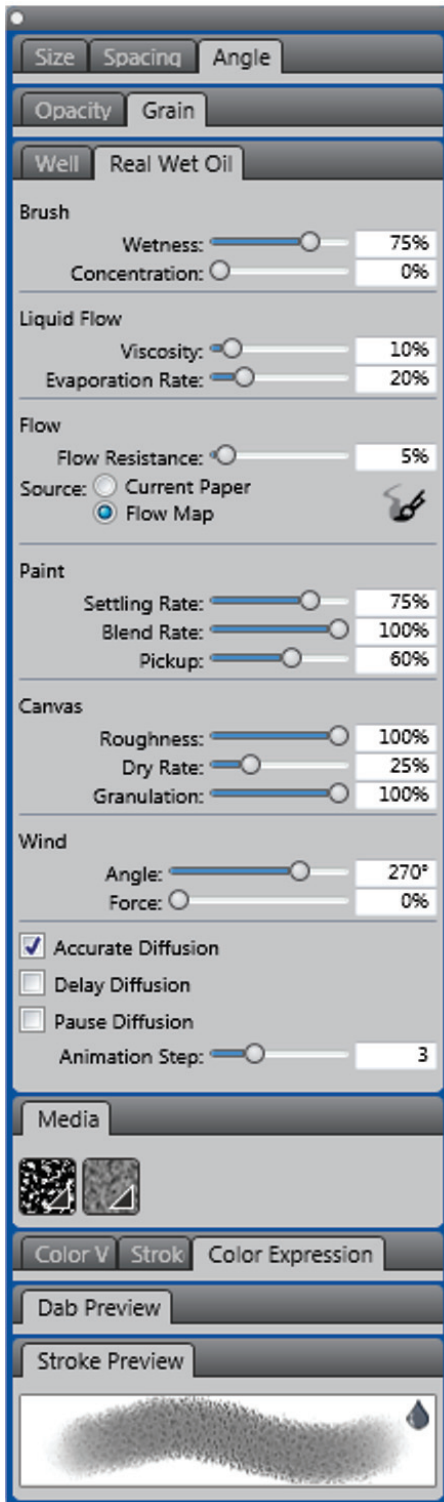 Size Spacing Angle
Opacity Grain
Well Real Wet Oil
Brush
Wetness: 75%
Concentration: 0%
Liquid Flow
Viscosity: 10%
Evaporation Rate: 20%
Flow
Flow Resistance: 5%
Source: Current Paper
Flow Map
Paint
Settling Rate: 75%
Blend Rate: 100%
Pickup: 60%
Canvas
Roughness: 100%
Dry Rate: 25%
Granulation: 100%
Wind
Angle: 270°
Force: 0%
Accurate Diffusion
Delay Diffusion
Pause Diffusion
Animation Step: 3
Media
Color V Strok Color Expression
Dab Preview
Stroke Preview